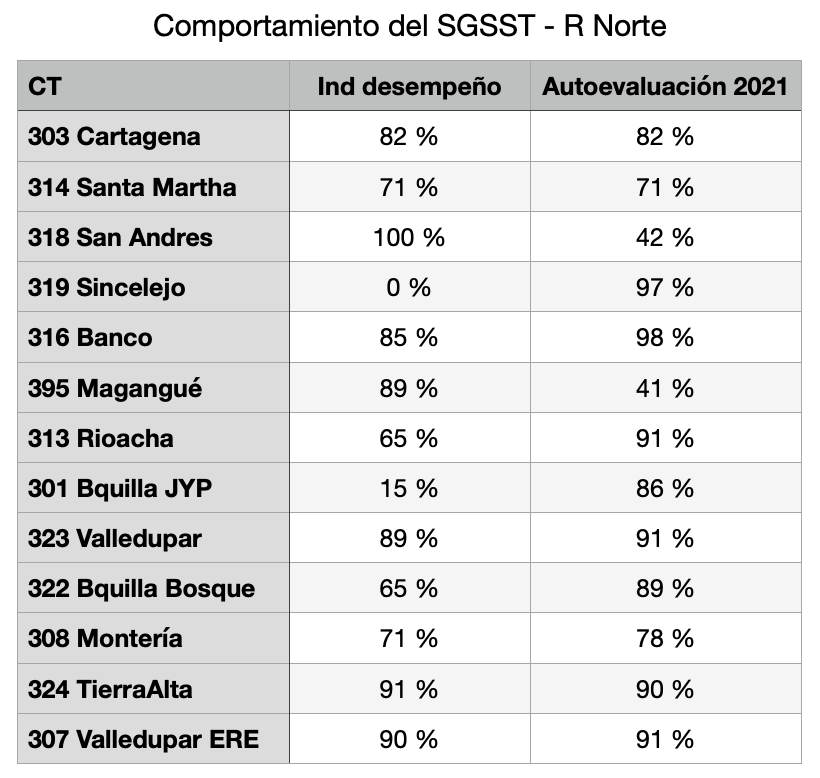 Comportamiento del SGSST - R Norte
CT Ind desempeño Autoevaluación 2021
303 Cartagena 82 % 82 %
314 Santa Martha 71 % 71 %
318 San Andres 100 % 42 %
319 Sincelejo 0 % 97 %
316 Banco 85 % 98 %
395 Magangué 89 % 41 %
313 Rioacha 65 % 91 %
301 Bquilla JYP 15 % 86 %
323 Valledupar 89 % 91 %
322 Bquilla Bosque 65 % 89 %
308 Montería 71 % 78 %
324 TierraAlta 91 % 90 %
307 Valledupar ERE 90 % 91 %